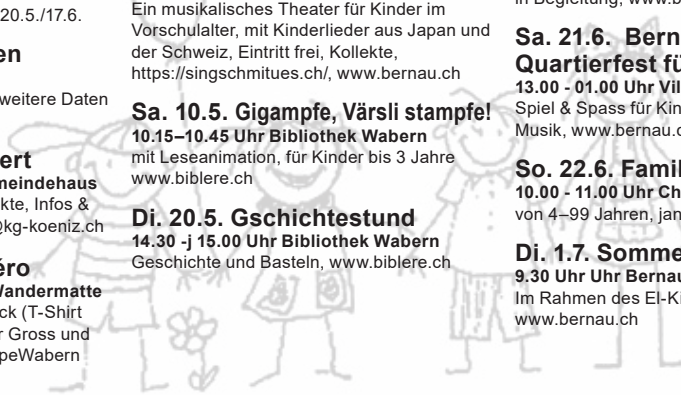 20.5./17.6.
en
weitere Daten
ert
meindehaus
kte, Infos &
@kg-koeniz.ch
éro
Wandermatte
ck (T-Shirt
r Gross und
peWabern
Ein musikalisches Theater für Kinder im
Vorschulalter, mit Kinderlieder aus Japan und
der Schweiz, Eintritt frei, Kollekte,
https://singschmitues.ch/, www.bernau.ch
Sa. 10.5. Gigampfe, Värsli stampfe!
10.15–10.45 Uhr Bibliothek Wabern
mit Leseanimation, für Kinder bis 3 Jahre
www.biblere.ch
Di. 20.5. Gschichtestund
14.30 -j 15.00 Uhr Bibliothek Wabern
Geschichte und Basteln, www.biblere.ch
in Begleitung, www.b
Sa. 21.6. Bern
Quartierfest fü
13.00 - 01.00 Uhr Vil
Spiel & Spass für Kin
Musik, www.bernau.c
So. 22.6. Famil
10.00 - 11.00 Uhr Ch
von 4–99 Jahren, jan
Di. 1.7. Somme
9.30 Uhr Uhr Bernau
Im Rahmen des El-Ki
www.bernau.ch